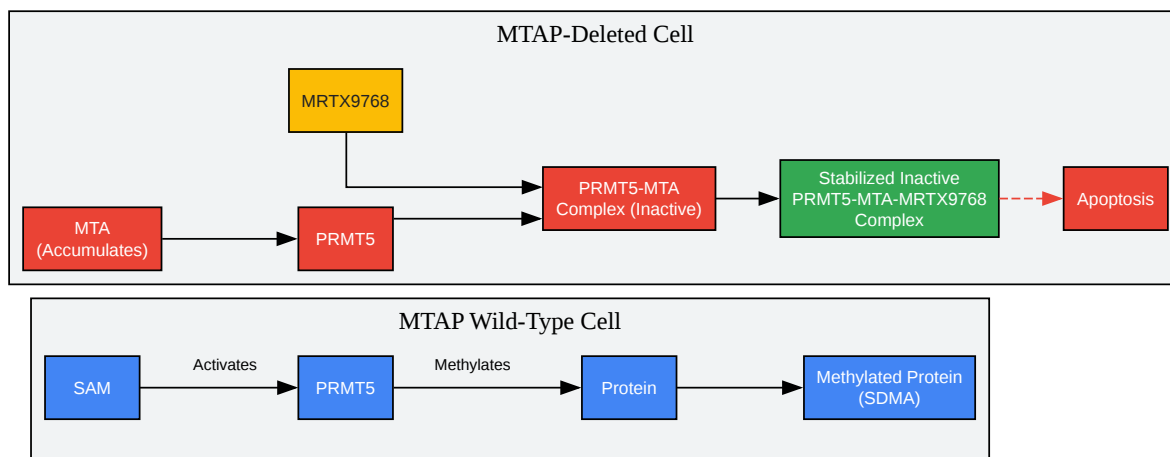 MTAP-Deleted Cell
MRTX9768
MTA
(Accumulates)
PRMT5
PRMT5-MTA
Complex (Inactive)
Stabilized Inactive
PRMT5-MTA-MRTX9768
Complex
Apoptosis
MTAP Wild-Type Cell
SAM
Activates
PRMT5
Methylates
Protein
Methylated Protein
(SDMA)